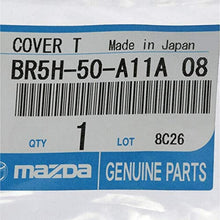 COVER T Made in Japan
BR5H-50-A11A 08
QTY 1 LOT 8C26
mazda GENUINE PARTS